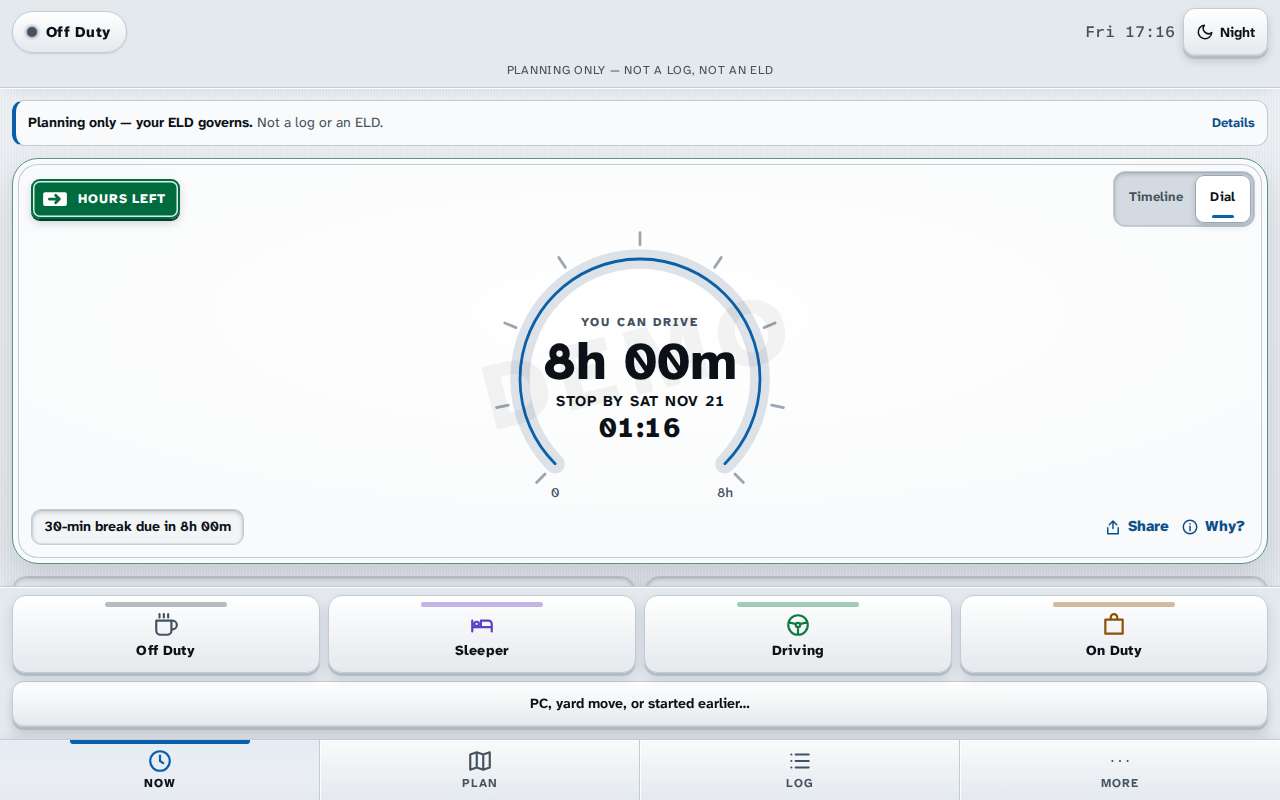 Off Duty
Fri 17:16
Night
PLANNING ONLY — NOT A LOG, NOT AN ELD
Planning only — your ELD governs. Not a log or an ELD.
Details
HOURS LEFT
Timeline
Dial
DEMO
YOU CAN DRIVE
8h 00m
STOP BY SAT NOV 21
01:16
0
8h
30-min break due in 8h 00m
Share
Why?
Off Duty
Sleeper
Driving
On Duty
PC, yard move, or started earlier…
NOW
PLAN
LOG
MORE